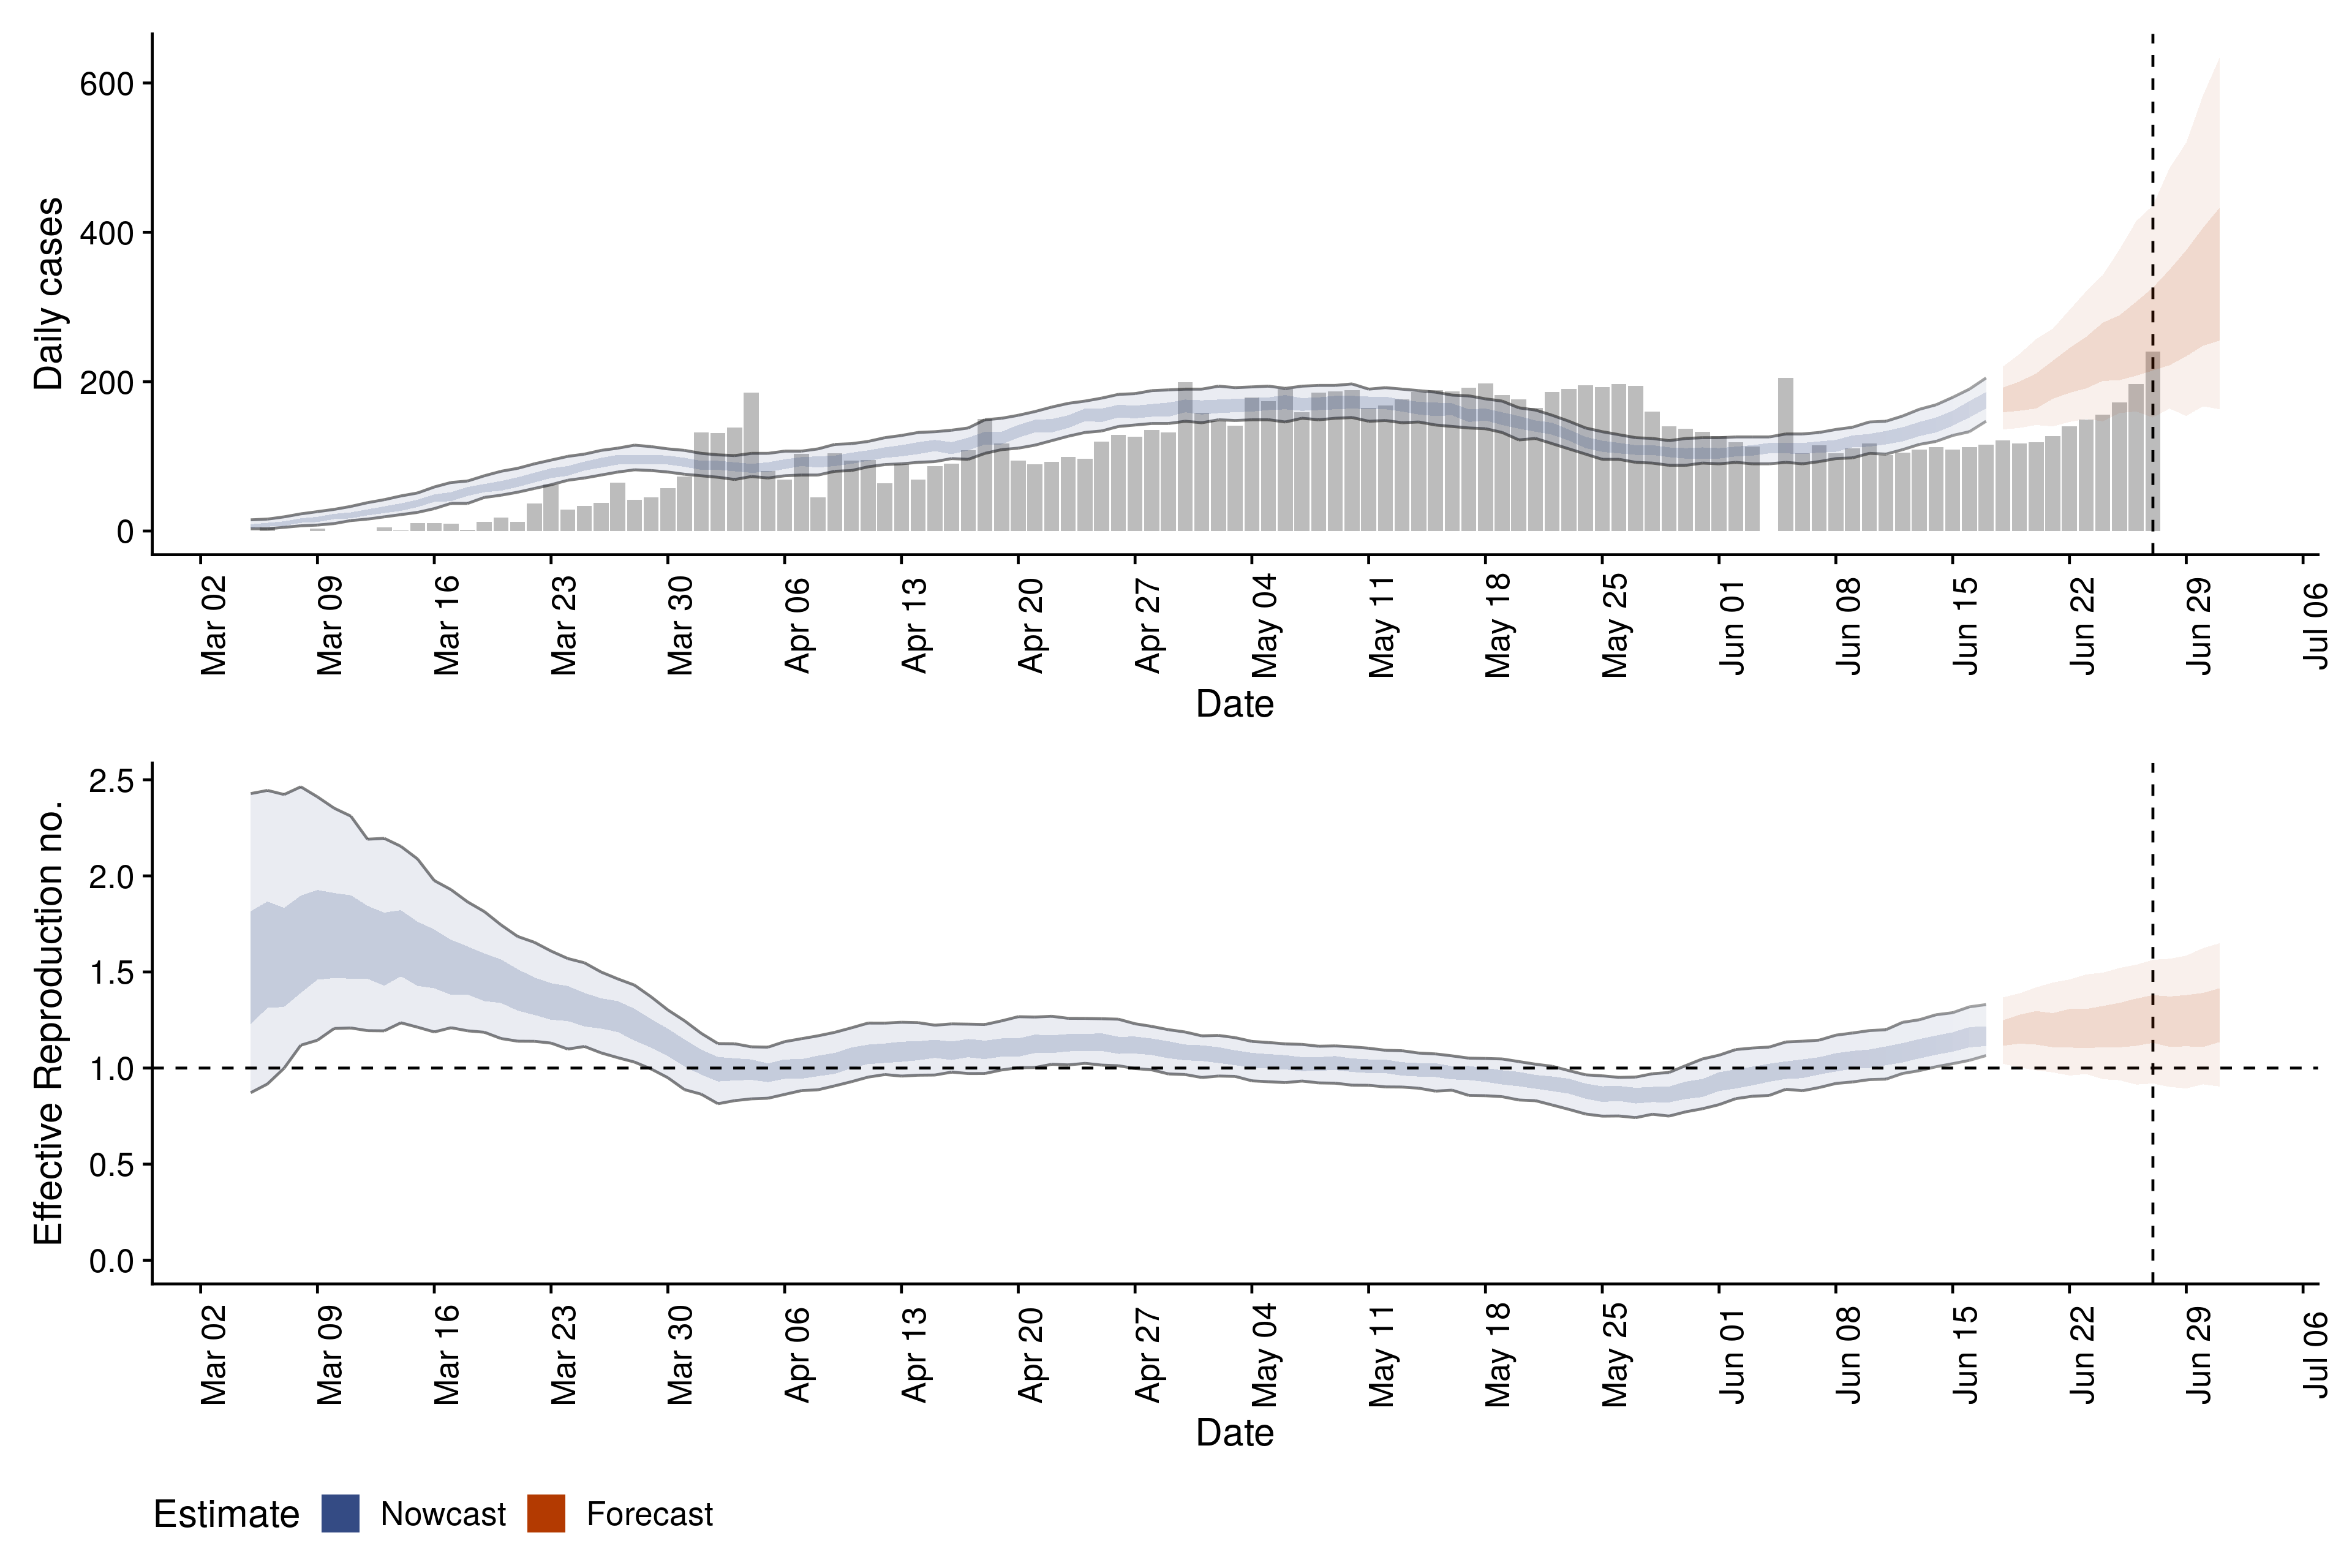 Daily cases
600
400
200
0
Mar 02
Mar 09
Mar 16
Mar 23
Mar 30
Apr 06
Apr 13
Apr 20
Apr 27
May 04
May 11
May 18
May 25
Jun 01
Jun 08
Jun 15
Jun 22
Jun 29
Jul 06
Date
Effective Reproduction no.
2.5
2.0
1.5
1.0
0.5
0.0
Mar 02
Mar 09
Mar 16
Mar 23
Mar 30
Apr 06
Apr 13
Apr 20
Apr 27
May 04
May 11
May 18
May 25
Jun 01
Jun 08
Jun 15
Jun 22
Jun 29
Jul 06
Date
Estimate Nowcast Forecast